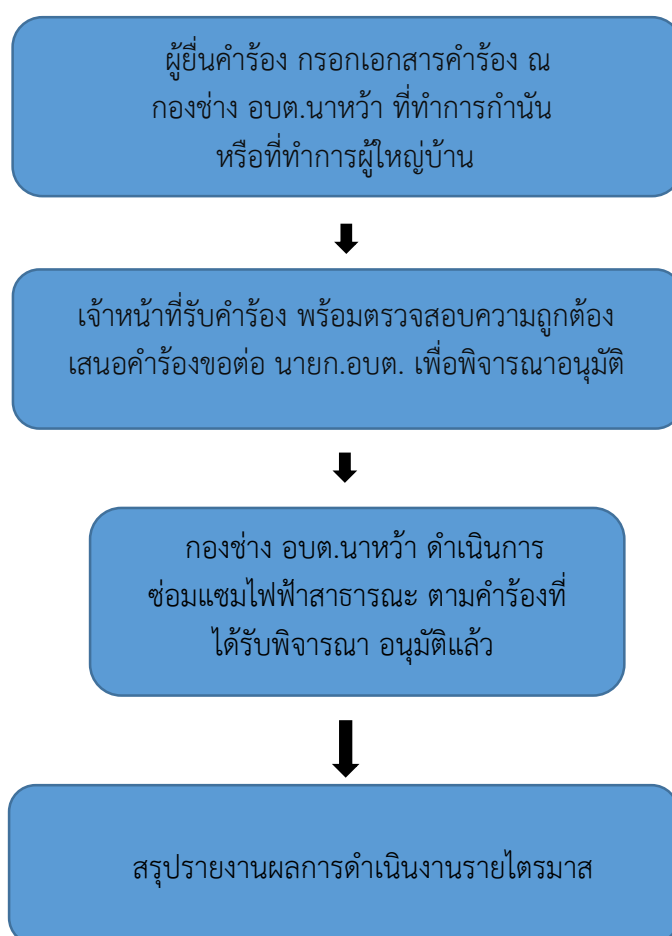 ผู้ยื่นคำร้อง กรอกเอกสารคำร้อง ณ
กองช่าง อบต.นาหว้า ที่ทำการกำนัน
หรือที่ทำการผู้ใหญ่บ้าน
เจ้าหน้าที่รับคำร้อง พร้อมตรวจสอบความถูกต้อง
เสนอคำร้องขอต่อ นายก.อบต. เพื่อพิจารณาอนุมัติ
กองช่าง อบต.นาหว้า ดำเนินการ
ซ่อมแซมไฟฟ้าสาธารณะ ตามคำร้องที่
ได้รับพิจารณา อนุมัติแล้ว
สรุปรายงานผลการดำเนินงานรายไตรมาส